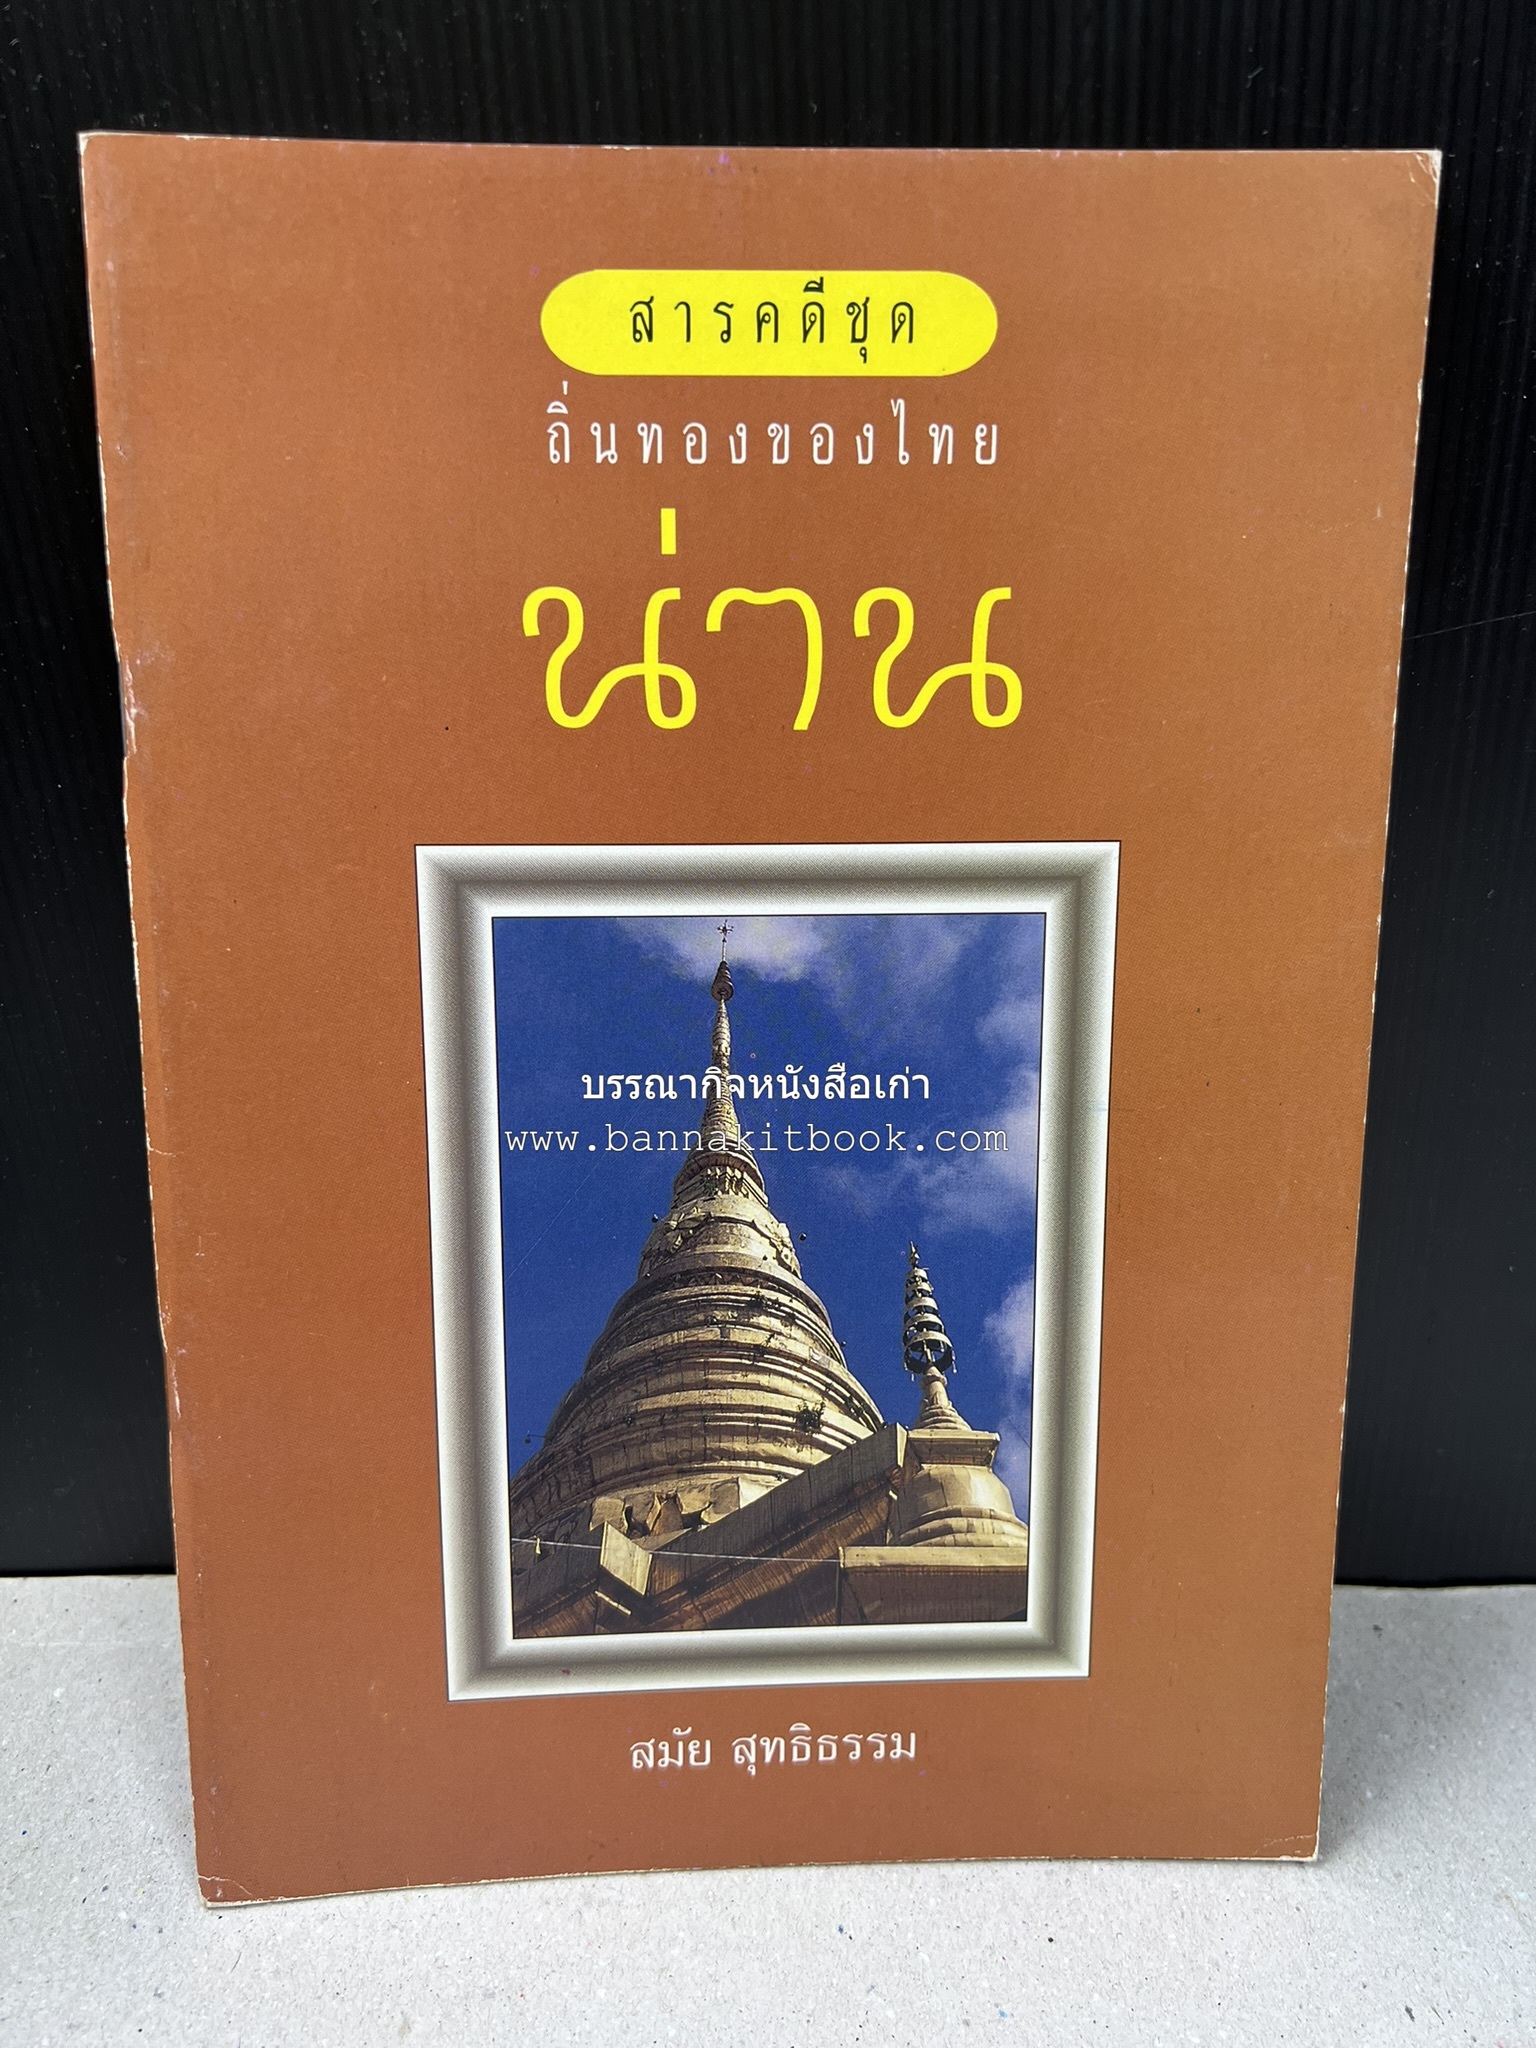 สารคดีชุด
ถิ่นทองของไทย
น่าน
บรรณากิจหนังสือเก่า
www.bannakitbook.com
สมัย สุทธิธรรม